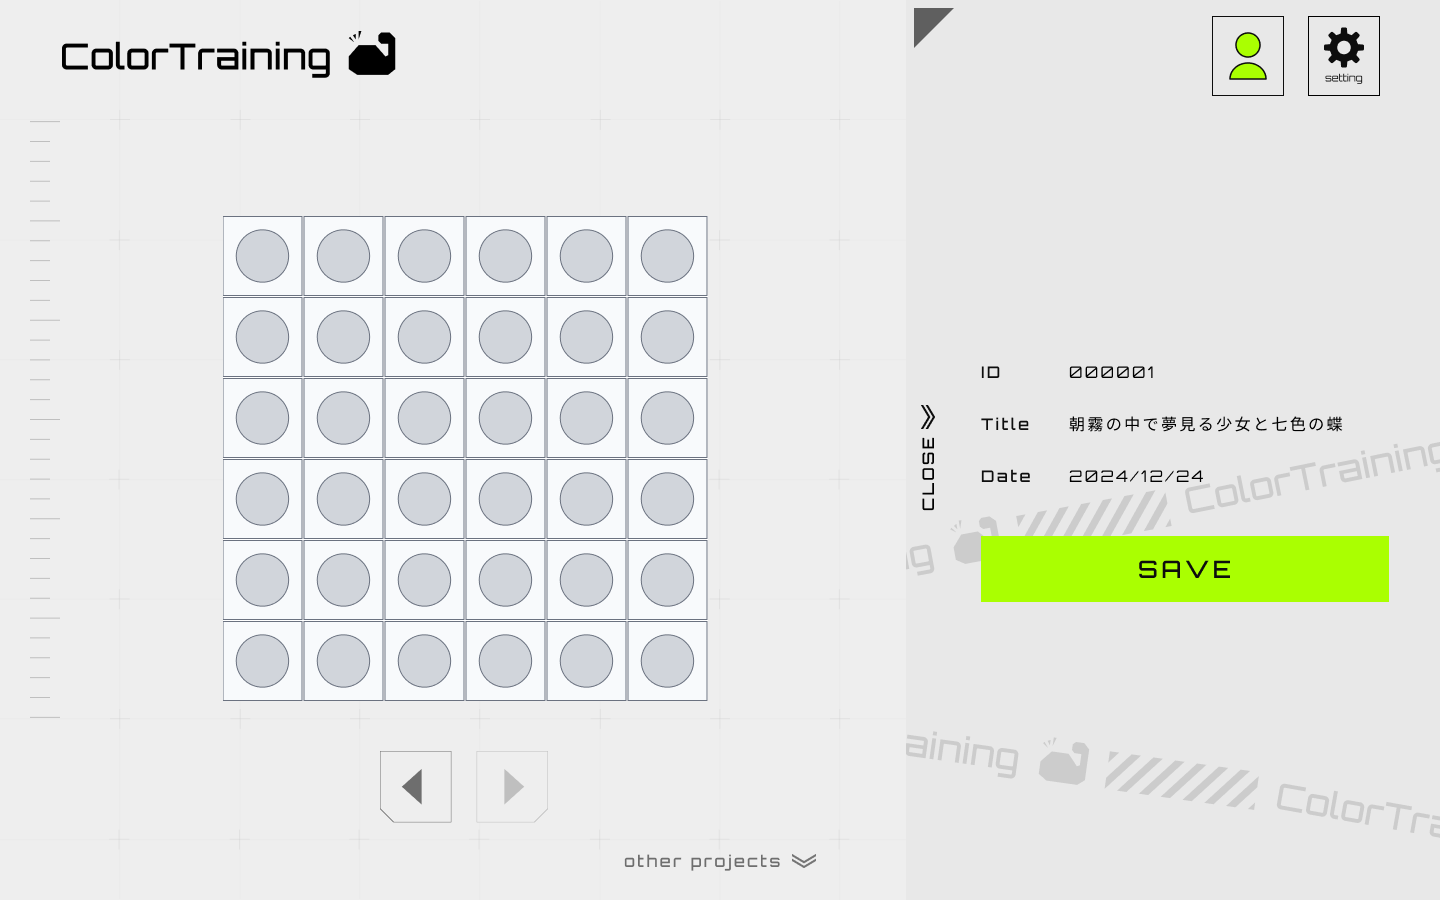 ColorTraining
setting
ID 000001
Title 朝霧の中で夢見る少女と七色の蝶
Date 2024/12/24
CLOSE
ColorTraining
g
SAVE
aining
ColorTra
other projects